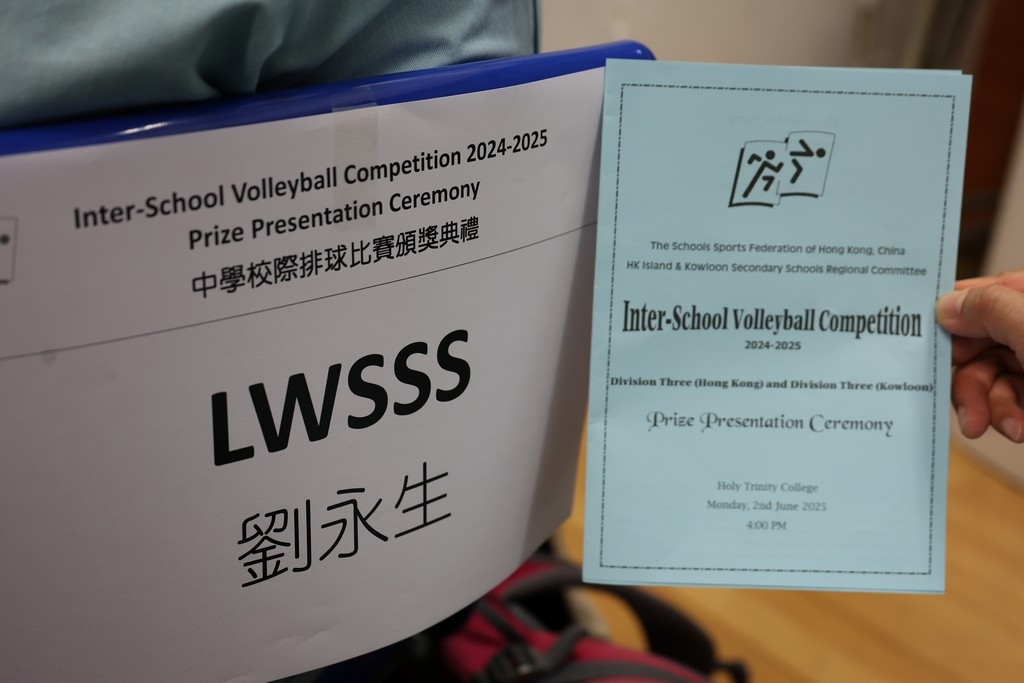 Inter-School Volleyball Competition 2024-2025
Prize Presentation Ceremony
中學校際排球比賽頒獎典禮
LWSSS
劉永生
The Schools Sports Federation of Hong Kong, China
HK Island & Kowloon Secondary Schools Regional Committee
Inter-School Volleyball Competition
2024-2025
Division Three (Hong Kong) and Division Three (Kowloon)
Prize Presentation Ceremony
Holy Trinity College
Monday, 2nd June 2025
4:00 PM